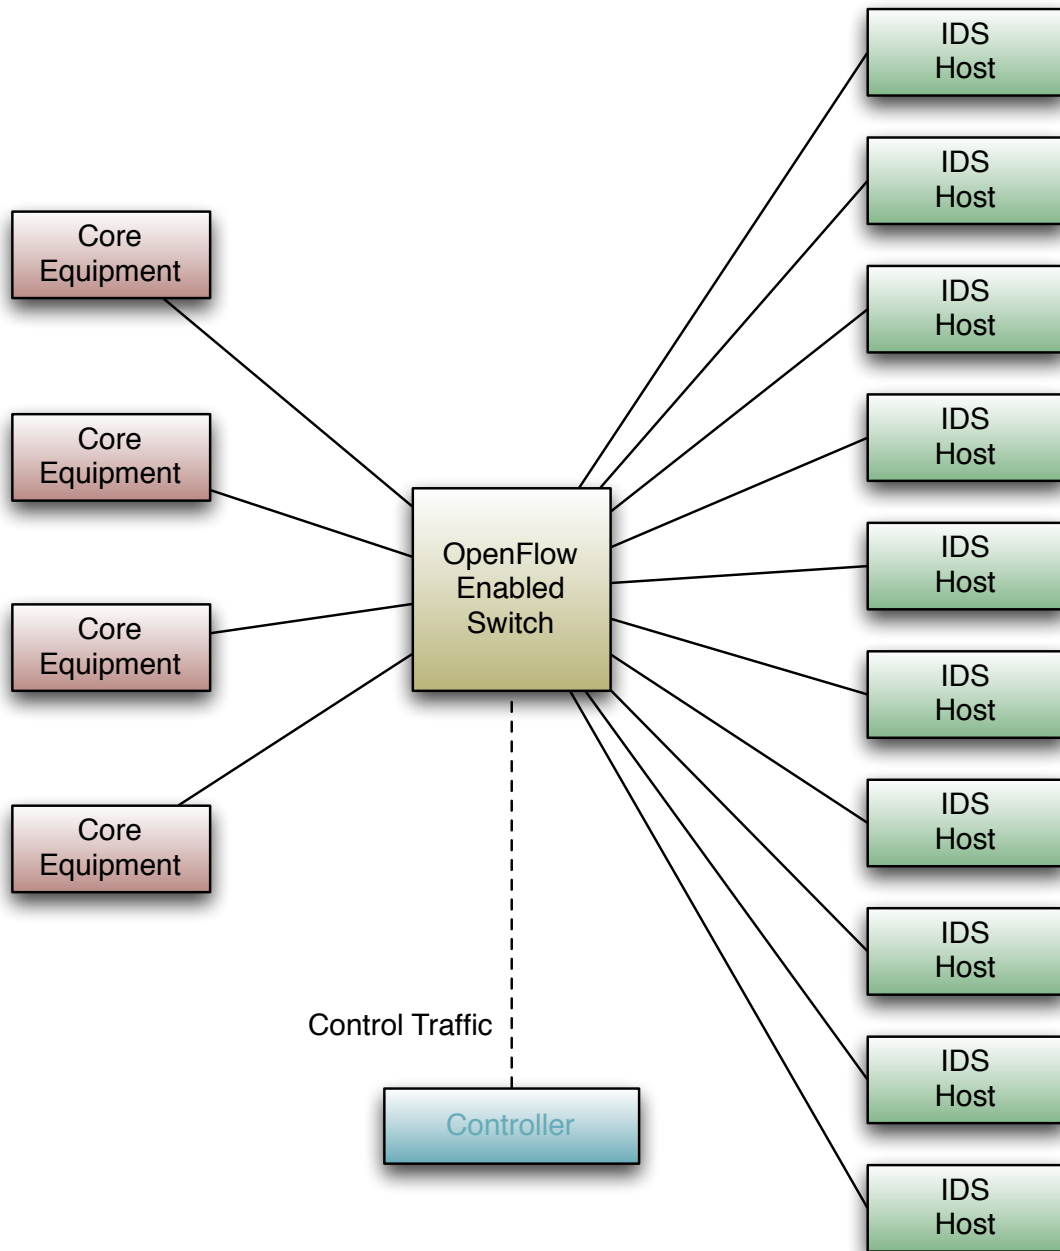 Core
Equipment
Core
Equipment
Core
Equipment
Core
Equipment
OpenFlow
Enabled
Switch
Control Traffic
Controller
IDS
Host
IDS
Host
IDS
Host
IDS
Host
IDS
Host
IDS
Host
IDS
Host
IDS
Host
IDS
Host
IDS
Host